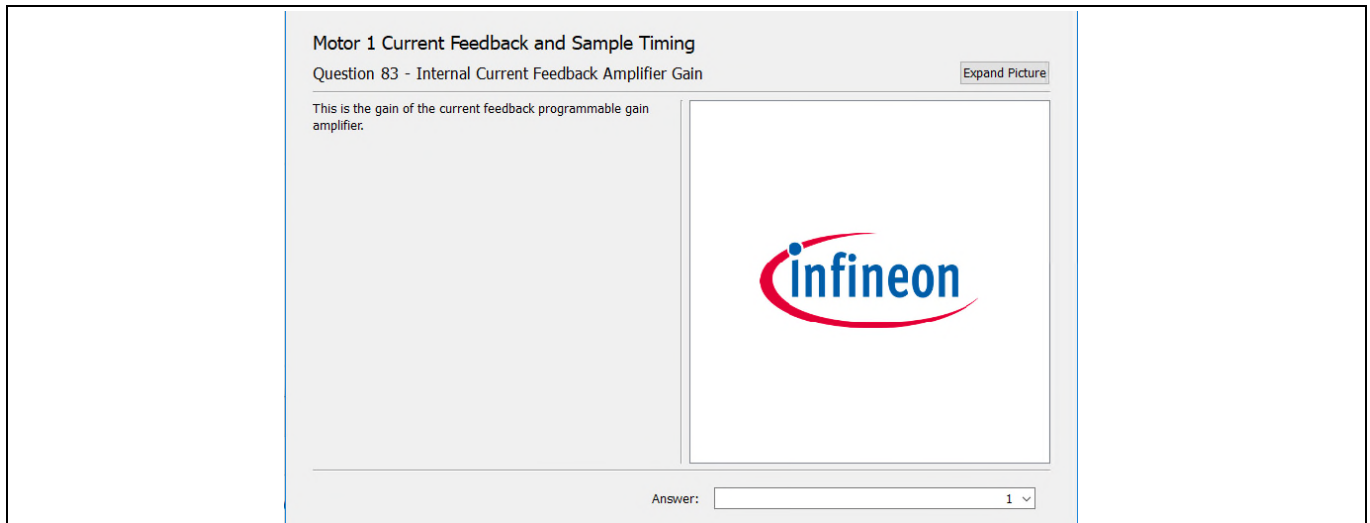 Motor 1 Current Feedback and Sample Timing
Question 83 - Internal Current Feedback Amplifier Gain
Expand Picture
This is the gain of the current feedback programmable gain
amplifier.
infineon
Answer:
1